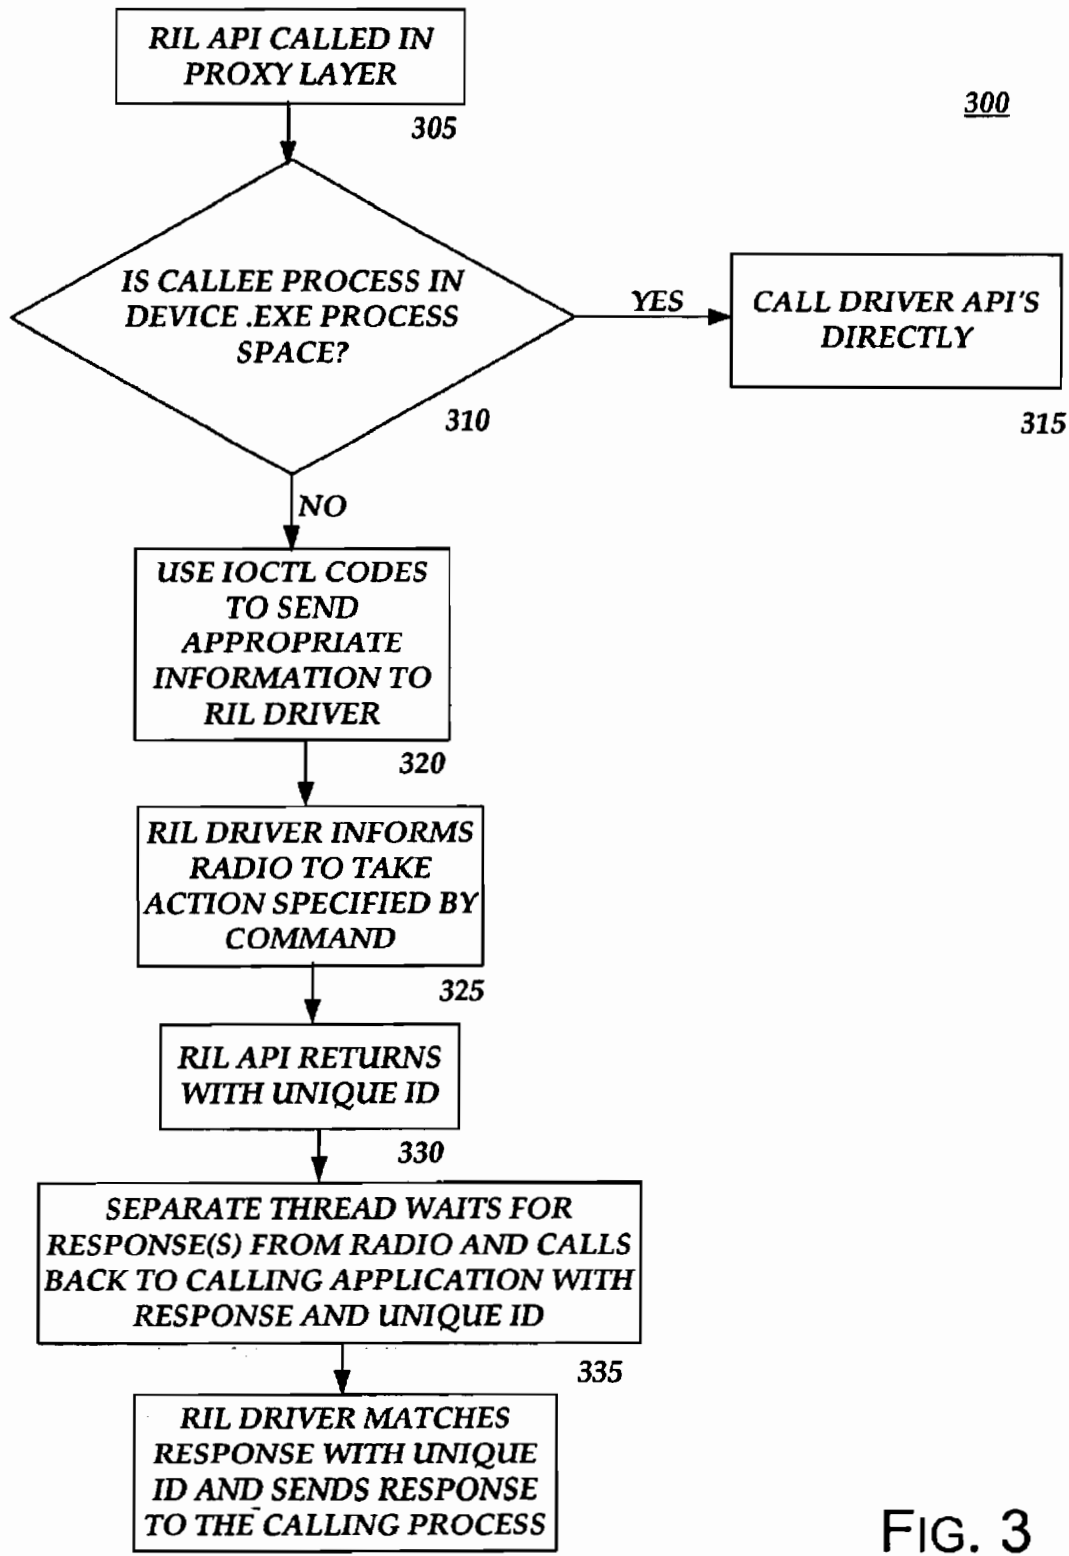 RIL API CALLED IN
PROXY LAYER
305
300
IS CALLEE PROCESS IN
DEVICE .EXE PROCESS
SPACE?
310
YES
CALL DRIVER API'S
DIRECTLY
315
NO
USE IOCTL CODES
TO SEND
APPROPRIATE
INFORMATION TO
RIL DRIVER
320
RIL DRIVER INFORMS
RADIO TO TAKE
ACTION SPECIFIED BY
COMMAND
325
RIL API RETURNS
WITH UNIQUE ID
330
SEPARATE THREAD WAITS FOR
RESPONSE(S) FROM RADIO AND CALLS
BACK TO CALLING APPLICATION WITH
RESPONSE AND UNIQUE ID
335
RIL DRIVER MATCHES
RESPONSE WITH UNIQUE
ID AND SENDS RESPONSE
TO THE CALLING PROCESS
FIG. 3